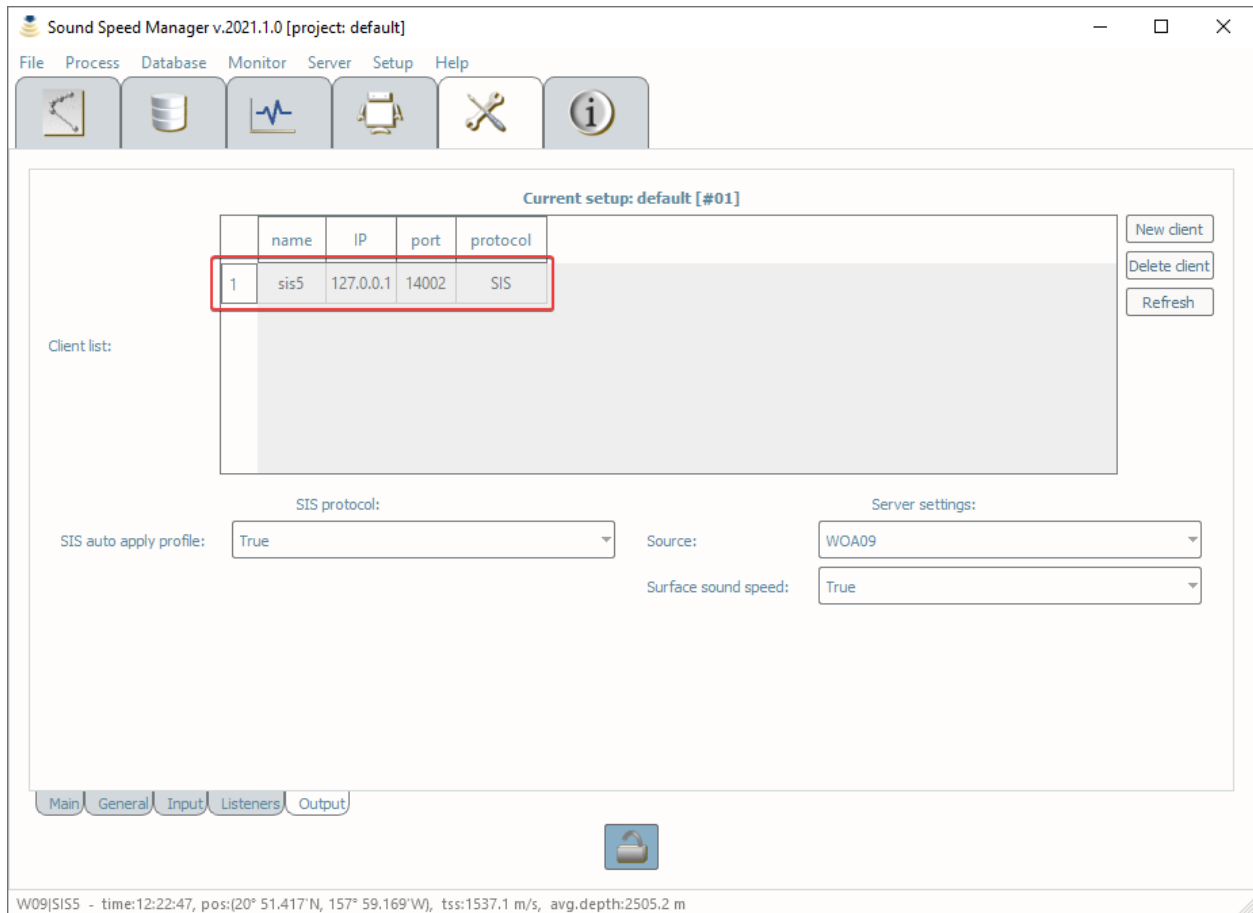 Sound Speed Manager v.2021.1.0 [project: default]
File Process Database Monitor Server Setup Help
Current setup: default [#01]
name IP port protocol
1 sis5 127.0.0.1 14002 SIS
New client
Delete client
Refresh
Client list:
SIS protocol:
Server settings:
SIS auto apply profile: True
Source: WOA09
Surface sound speed: True
Main General Input Listeners Output
W09|SIS5 - time:12:22:47, pos:(20° 51.417'N, 157° 59.169'W), tss:1537.1 m/s, avg.depth:2505.2 m